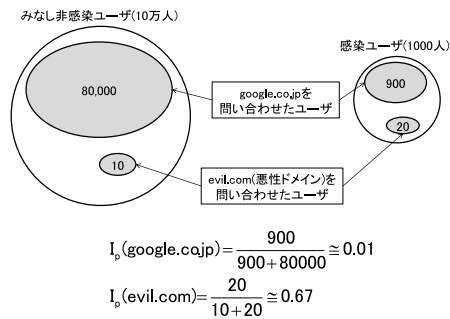 みなし非感染ユーザ(10万人)
感染ユーザ(1000人)
80,000
google.co.jpを
問い合わせたユーザ
900
10
evil.com(悪性ドメイン)を
問い合わせたユーザ
20
Ip(google.co.jp)=900/(900+80000)≅0.01
Ip(evil.com)=20/(10+20)≅0.67